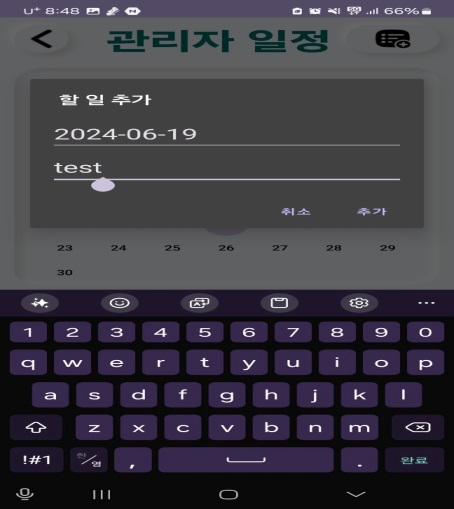 U⁺ 8:48 66%
관리자 일정
할 일 추가
2024-06-19
test
취소 추가
23 24 25 26 27 28 29
30
1 2 3 4 5 6 7 8 9 0
q w e r t y u i o p
a s d f g h j k l
z x c v b n m
!#1 한/영 , . 완료